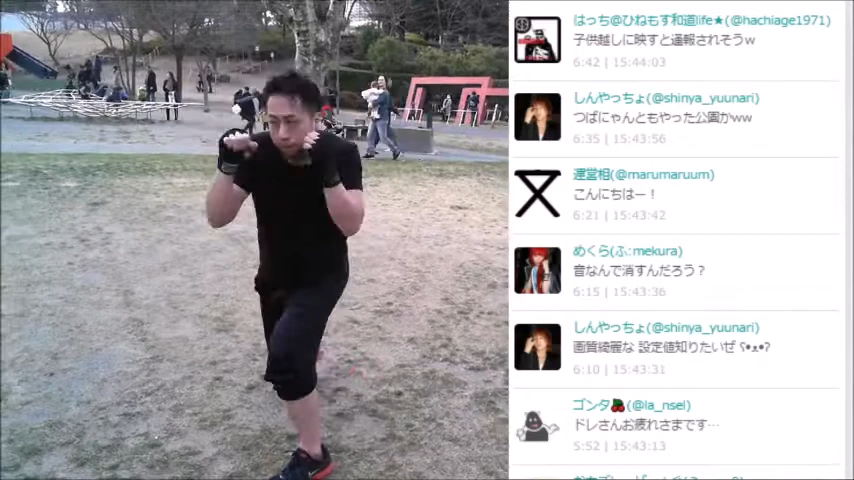 はっち@ひねもす和道life★(@hachiage1971)
子供越しに映すと通報されそうw
6:42 | 15:44:03
しんやっちょ(@shinya_yuunari)
つばにゃんともやった公園かww
6:35 | 15:43:56
運営相(@marumaruum)
こんにちはー！
6:21 | 15:43:42
めくら(ふ:mekura)
音なんで消すんだろう？
6:15 | 15:43:36
しんやっちょ(@shinya_yuunari)
画質綺麗な 設定値知りたいぜ
6:10 | 15:43:31
ゴンタ🍒(@la_nsel)
ドレさんお疲れさまです…
5:52 | 15:43:13